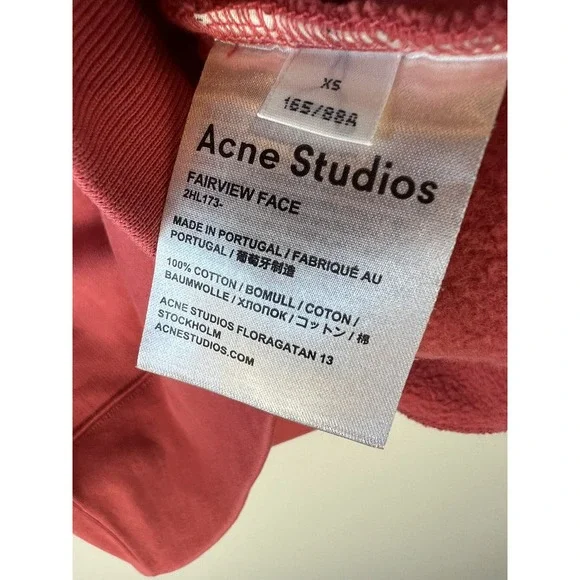 XS
165/88A
Acne Studios
FAIRVIEW FACE
2HL173-
MADE IN PORTUGAL / FABRIQUÉ AU
PORTUGAL / 葡萄牙制造
100% COTTON / BOMULL / COTON /
BAUMWOLLE / ХЛОПОК / コットン / 棉
ACNE STUDIOS FLORAGATAN 13
STOCKHOLM
ACNESTUDIOS.COM